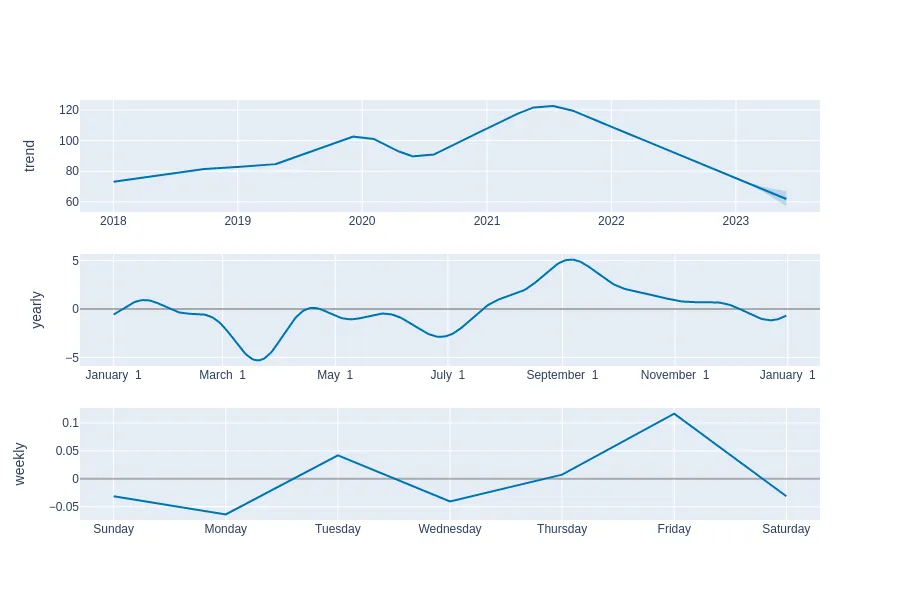 trend
120
100
80
60
2018 2019 2020 2021 2022 2023
yearly
5
0
−5
January 1 March 1 May 1 July 1 September 1 November 1 January 1
weekly
0.1
0.05
0
−0.05
Sunday Monday Tuesday Wednesday Thursday Friday Saturday